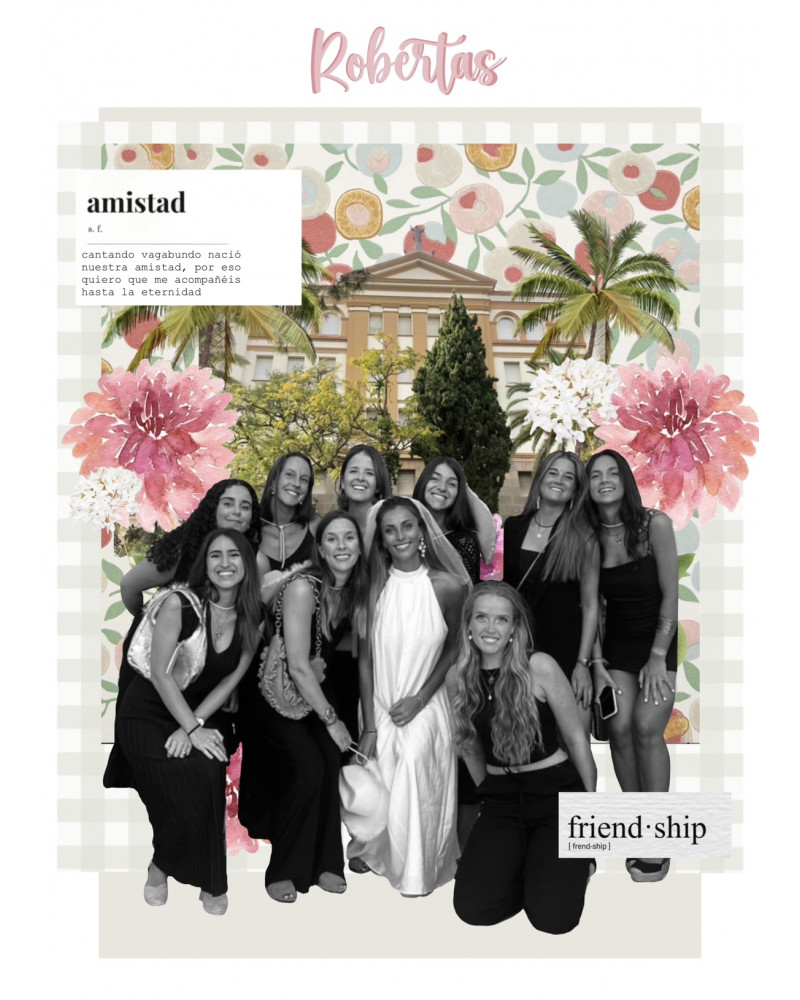 Robertas
amistad
s. f.
cantando vagabundo nació
nuestra amistad, por eso
quiero que me acompañéis
hasta la eternidad
friend·ship
[ frend-ship ]